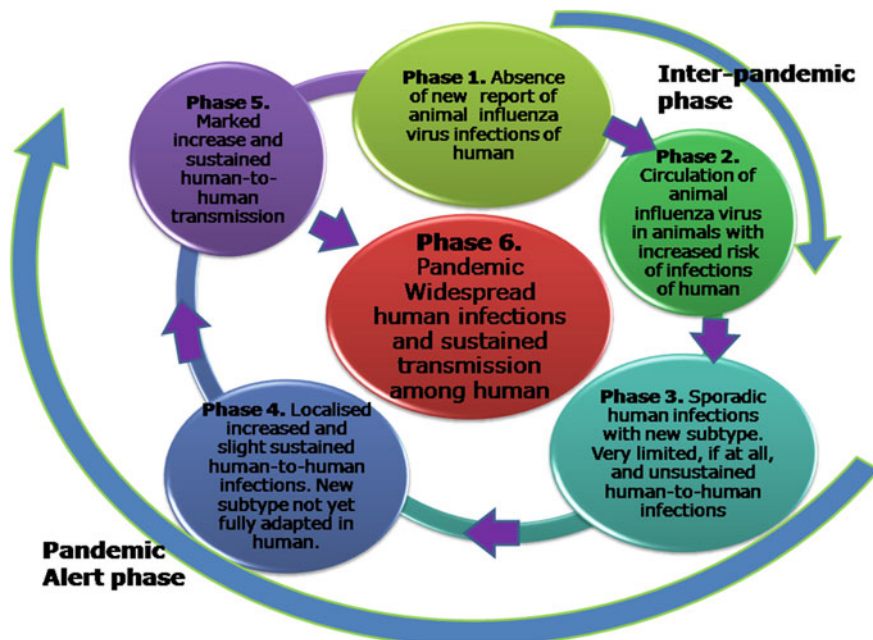 Phase 1. Absence
of new report of
animal influenza
virus infections of
human
Inter-pandemic
phase
Phase 2.
Circulation of
animal
influenza virus
in animals with
increased risk
of infections
of human
Phase 3. Sporadic
human infections
with new subtype.
Very limited, if at all,
and unsustained
human-to-human
infections
Phase 4. Localised
increased and
slight sustained
human-to-human
infections. New
subtype not yet
fully adapted in
human.
Phase 5.
Marked
increase and
sustained
human-to-
human
transmission
Phase 6.
Pandemic
Widespread
human infections
and sustained
transmission
among human
Pandemic
Alert phase